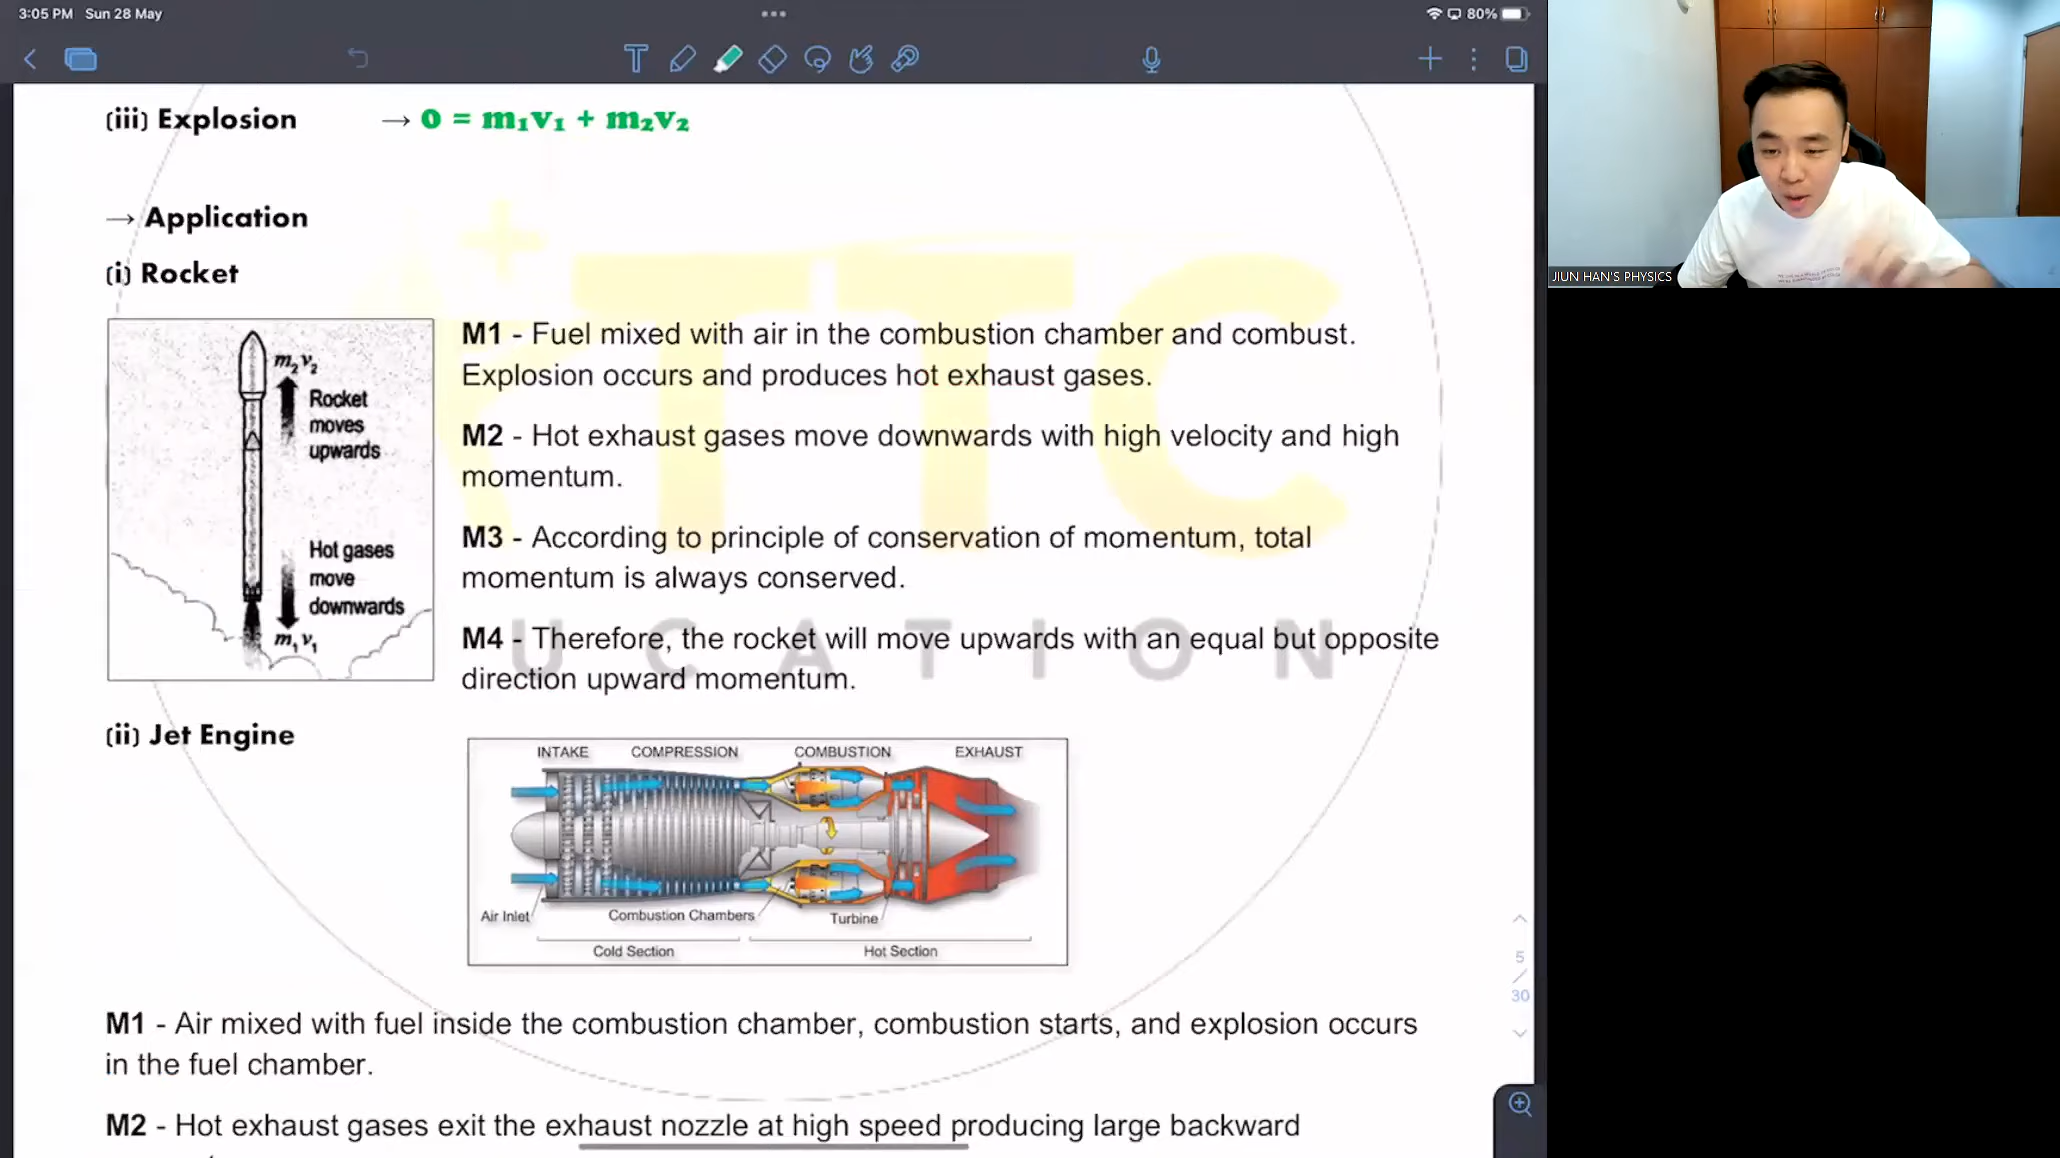 3:05 PM Sun 28 May
80%
(iii) Explosion → 0 = m₁v₁ + m₂v₂
→ Application
(i) Rocket
m₂v₂
Rocket
moves
upwards
Hot gases
move
downwards
m₁v₁
M1 - Fuel mixed with air in the combustion chamber and combust.
Explosion occurs and produces hot exhaust gases.
M2 - Hot exhaust gases move downwards with high velocity and high
momentum.
M3 - According to principle of conservation of momentum, total
momentum is always conserved.
M4 - Therefore, the rocket will move upwards with an equal but opposite
direction upward momentum.
TTC
UCATION
(ii) Jet Engine
INTAKE COMPRESSION COMBUSTION EXHAUST
Air Inlet Combustion Chambers Turbine
Cold Section Hot Section
M1 - Air mixed with fuel inside the combustion chamber, combustion starts, and explosion occurs
in the fuel chamber.
M2 - Hot exhaust gases exit the exhaust nozzle at high speed producing large backward
5
/
30
JIUN HAN'S PHYSICS